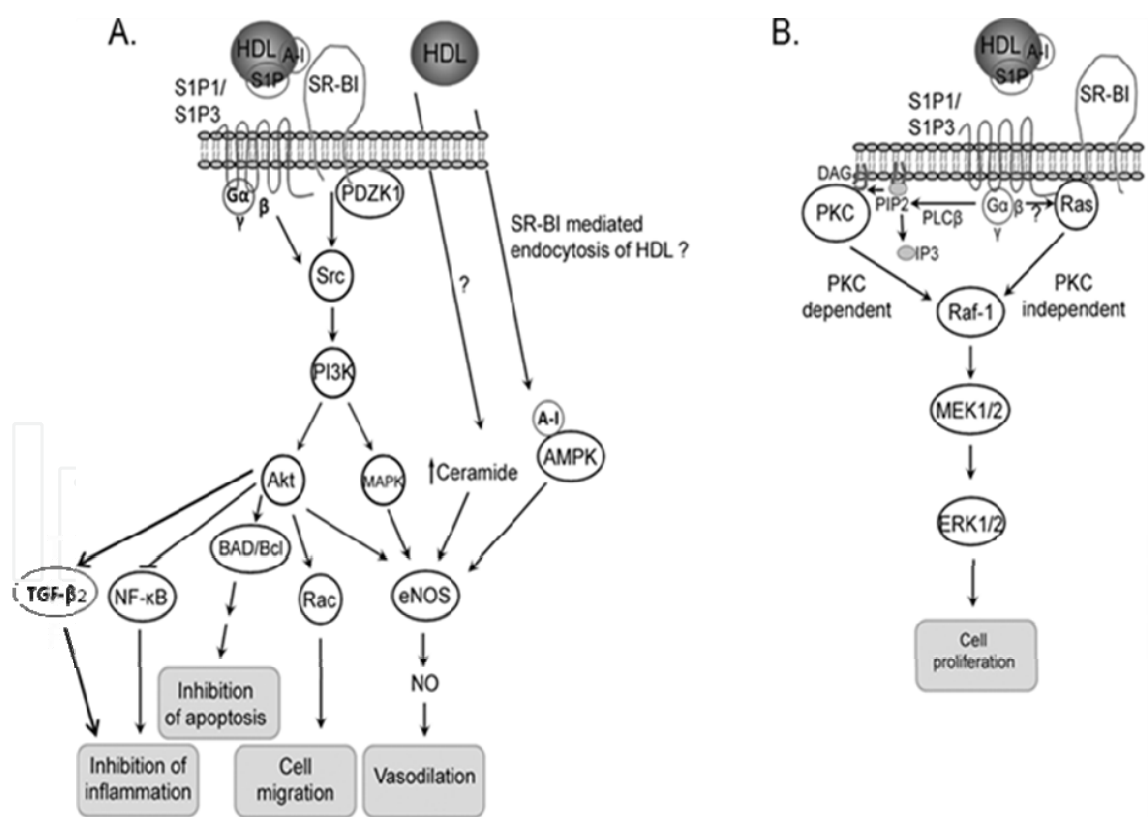 A.
HDL
A-I
S1P
S1P1/
S1P3
SR-BI
HDL
Gα
β
γ
PDZK1
SR-BI mediated
endocytosis of HDL ?
?
Src
PI3K
Akt
MAPK
↑Ceramide
A-I
AMPK
TGF-β2
NF-κB
BAD/Bcl
Rac
eNOS
NO
Inhibition
of apoptosis
Inhibition of
inflammation
Cell
migration
Vasodilation
B.
HDL
A-I
S1P
S1P1/
S1P3
SR-BI
DAG
PKC
PIP2
PLCβ
Gα
β
γ
?
Ras
IP3
PKC
dependent
PKC
independent
Raf-1
MEK1/2
ERK1/2
Cell
proliferation